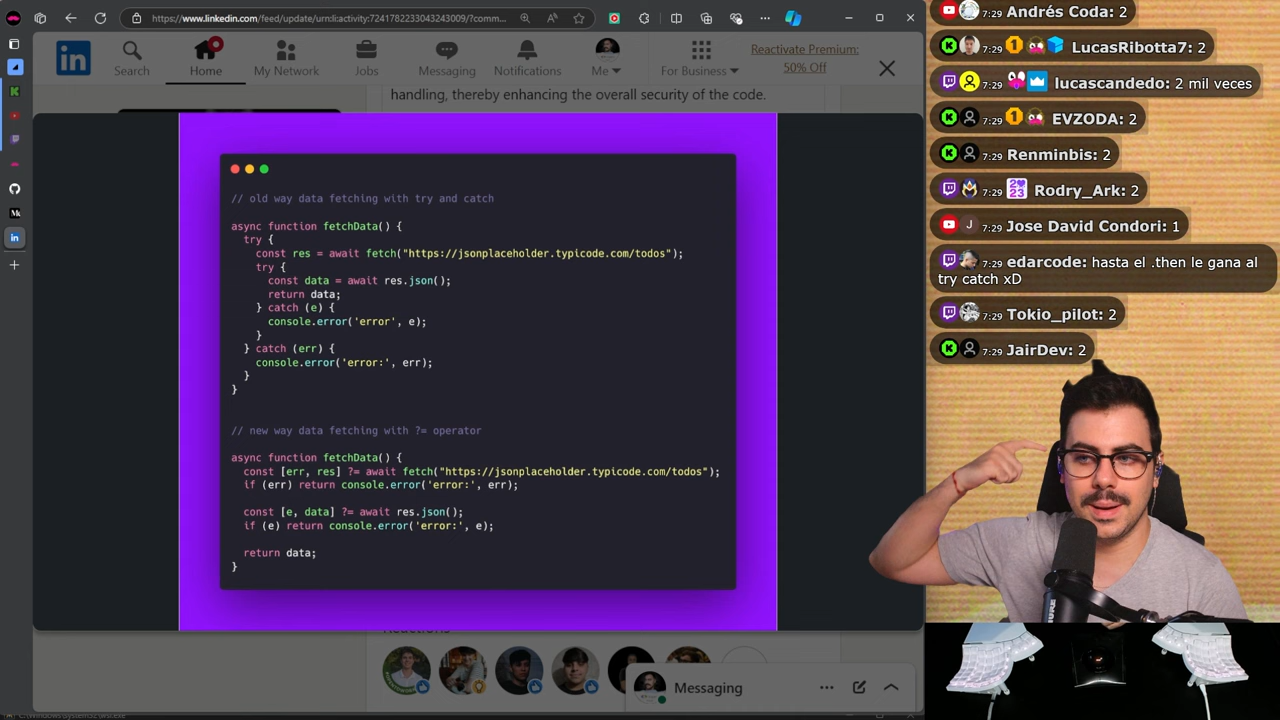 https://www.linkedin.com/feed/update/urn:li:activity:7241782233043243009/?comm...
Search
Home
My Network
Jobs
Messaging
Notifications
Me
For Business
Reactivate Premium:
50% Off
handling, thereby enhancing the overall security of the code.
// old way data fetching with try and catch
async function fetchData() {
try {
const res = await fetch("https://jsonplaceholder.typicode.com/todos");
try {
const data = await res.json();
return data;
} catch (e) {
console.error('error', e);
}
} catch (err) {
console.error('error:', err);
}
}
// new way data fetching with ?= operator
async function fetchData() {
const [err, res] ?= await fetch("https://jsonplaceholder.typicode.com/todos");
if (err) return console.error('error:', err);
const [e, data] ?= await res.json();
if (e) return console.error('error:', e);
return data;
}
Reactions
Messaging
7:29 Andrés Coda: 2
7:29 1 LucasRibotta7: 2
7:29 lucascandedo: 2 mil veces
7:29 1 EVZODA: 2
7:29 Renminbis: 2
7:29 Rodry_Ark: 2
7:29 Jose David Condori: 1
7:29 edarcode: hasta el .then le gana al
try catch xD
7:29 Tokio_pilot: 2
7:29 JairDev: 2